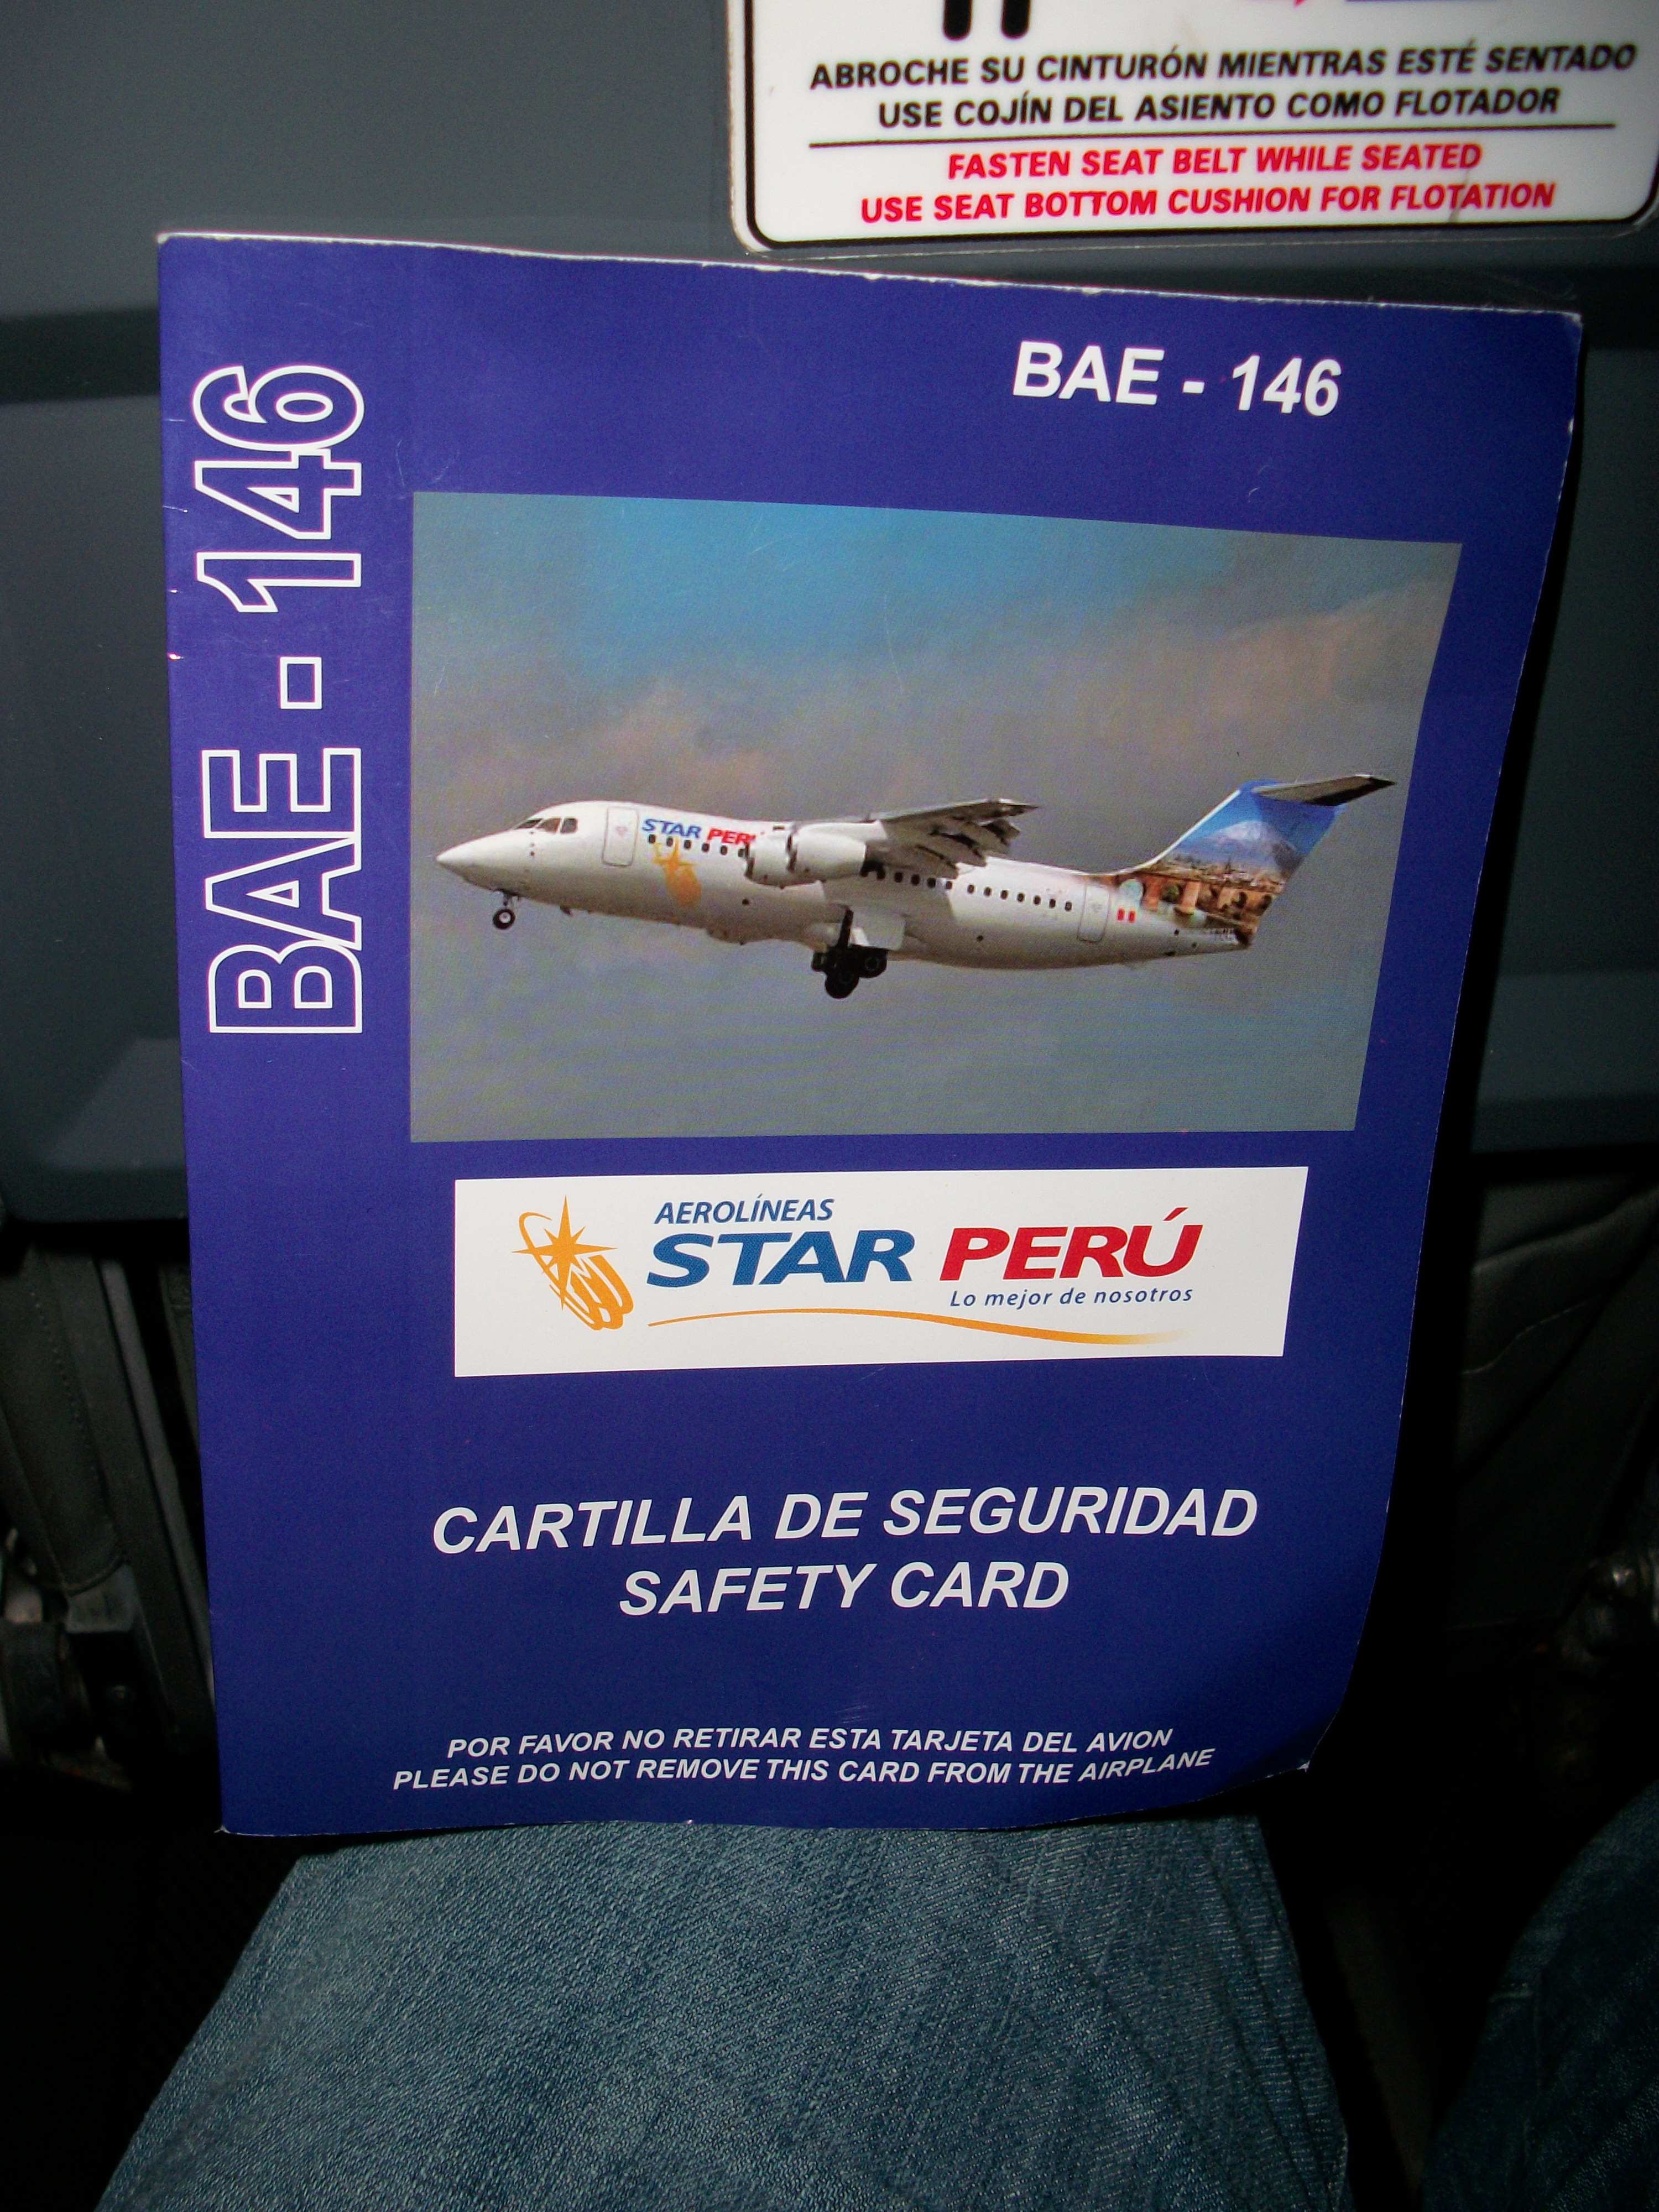 ABROCHE SU CINTURÓN MIENTRAS ESTÉ SENTADO
USE COJÍN DEL ASIENTO COMO FLOTADOR
FASTEN SEAT BELT WHILE SEATED
USE SEAT BOTTOM CUSHION FOR FLOTATION
BAE - 146
BAE - 146
STAR PERU
AEROLÍNEAS
STAR PERÚ
Lo mejor de nosotros
CARTILLA DE SEGURIDAD
SAFETY CARD
POR FAVOR NO RETIRAR ESTA TARJETA DEL AVION
PLEASE DO NOT REMOVE THIS CARD FROM THE AIRPLANE